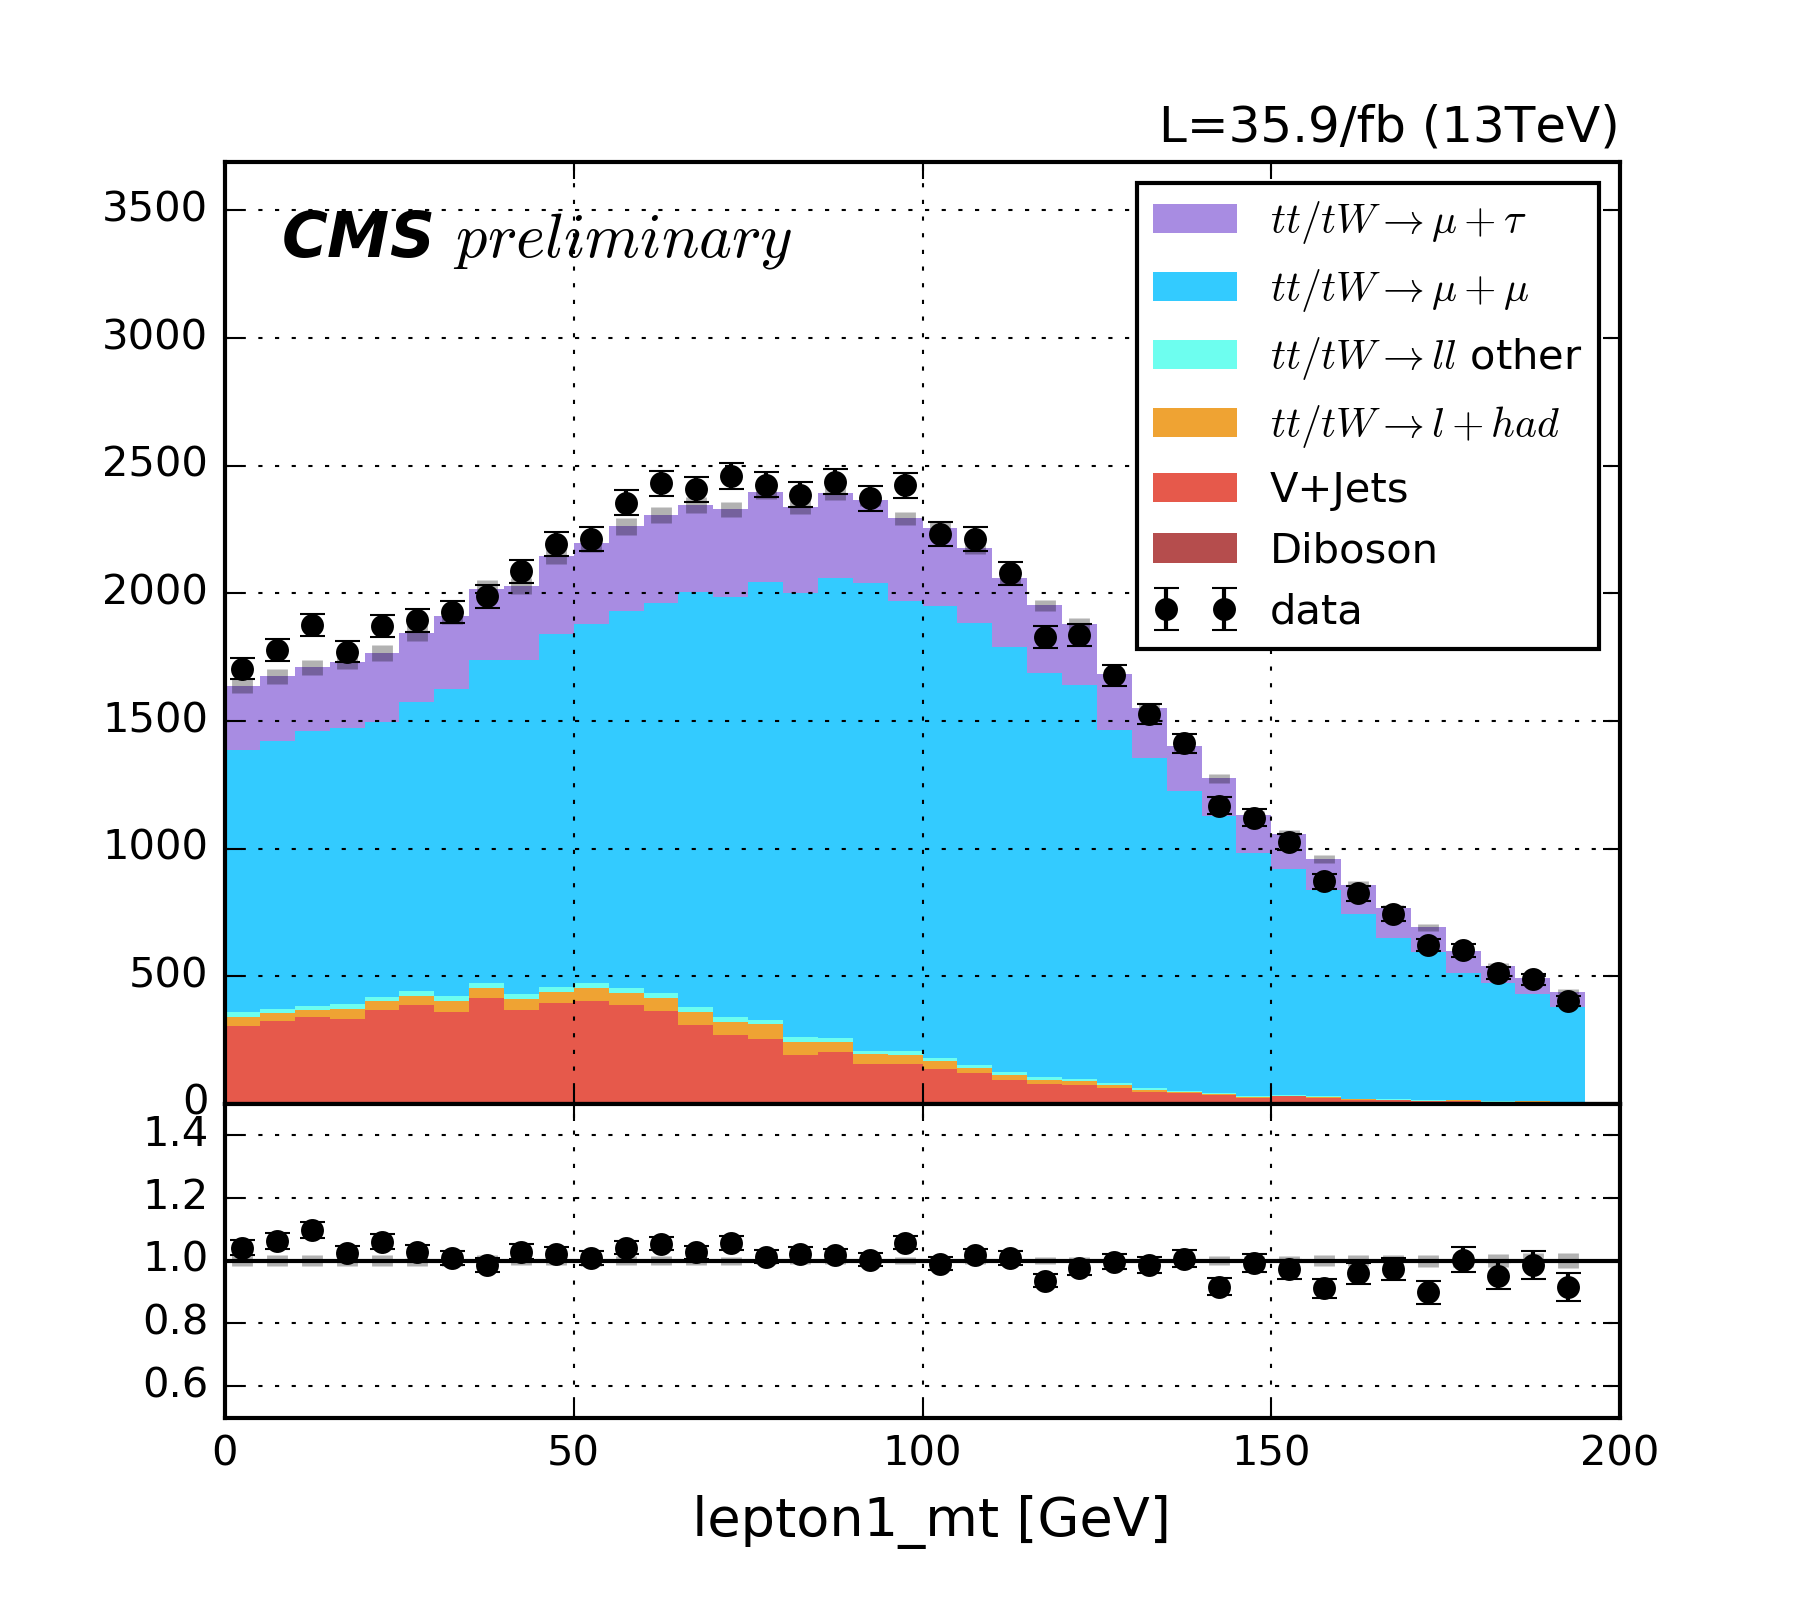 L=35.9/fb (13TeV)
CMS preliminary
3500
3000
2500
2000
1500
1000
500
0
tt/tW → μ + τ
tt/tW → μ + μ
tt/tW → ll other
tt/tW → l + had
V+Jets
Diboson
data
1.4
1.2
1.0
0.8
0.6
0 50 100 150 200
lepton1_mt [GeV]